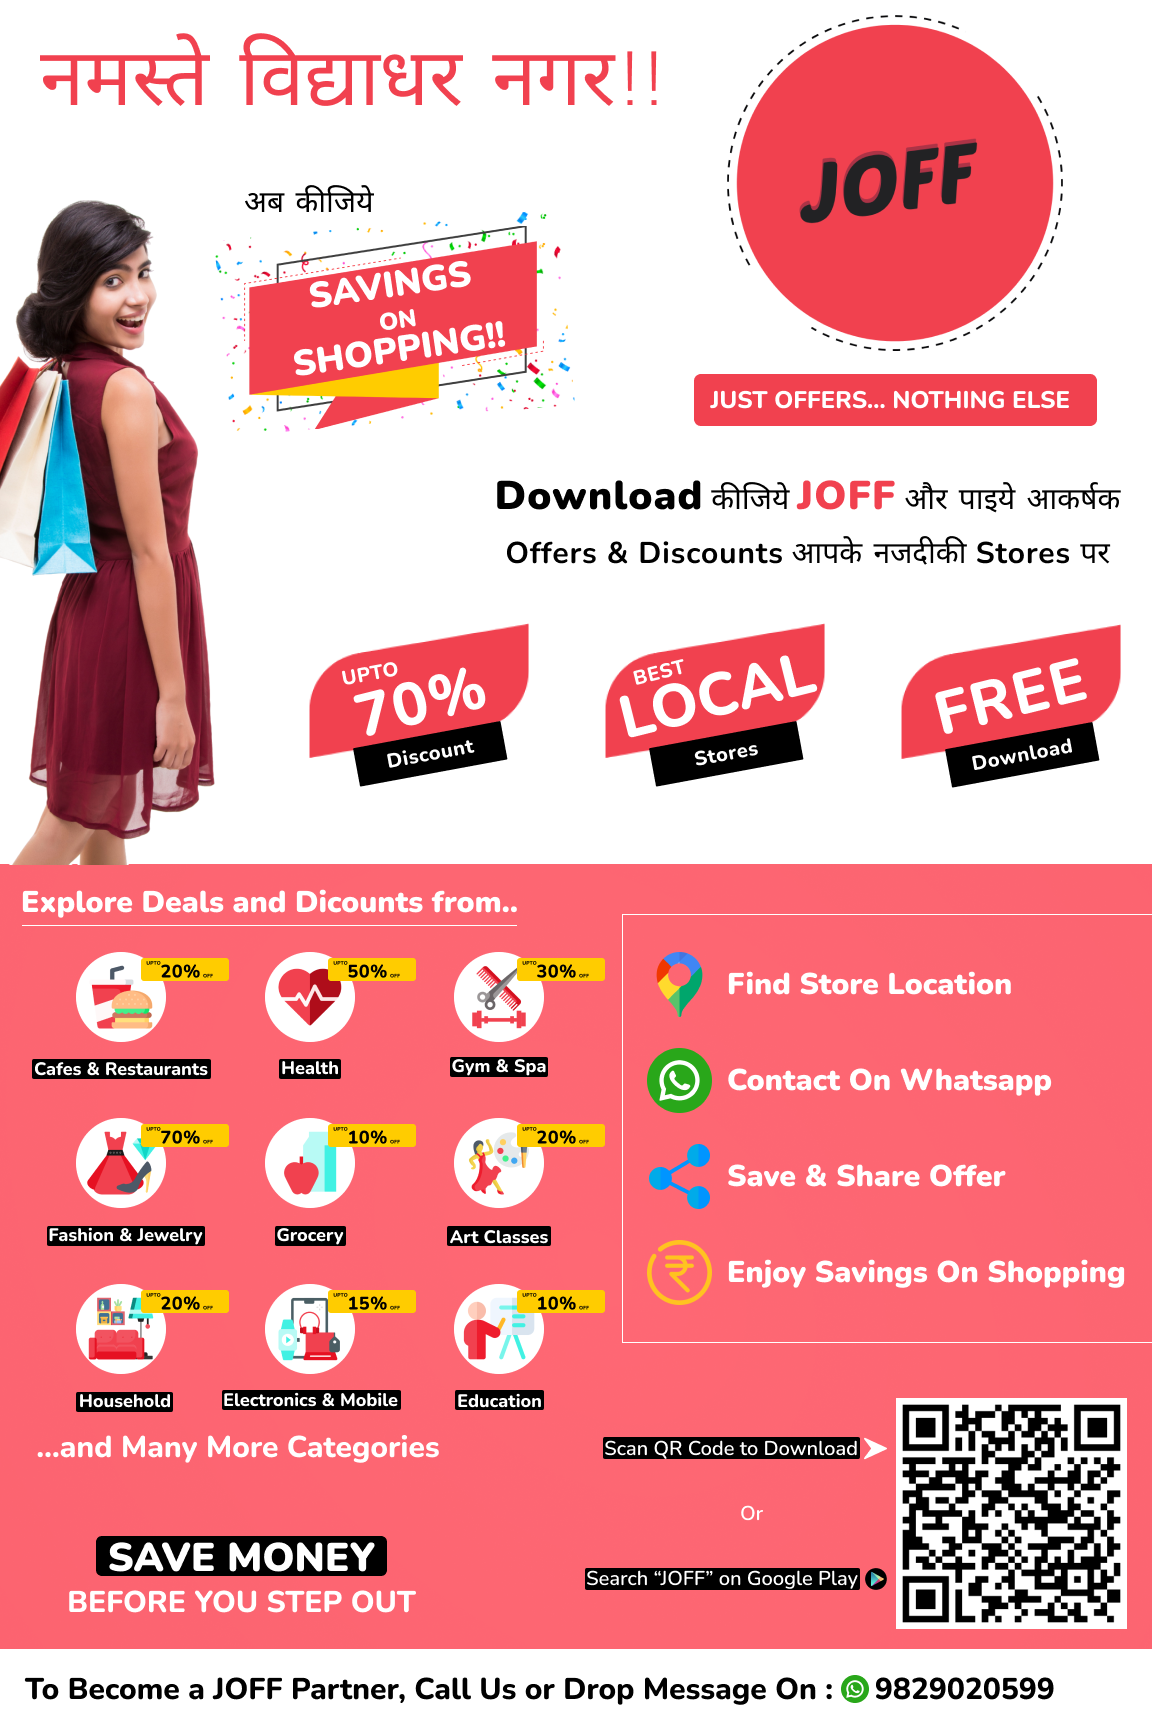 नमस्ते विद्याधर नगर!!
JOFF
अब कीजिये
SAVINGS
ON
SHOPPING!!
JUST OFFERS... NOTHING ELSE
Download कीजिये JOFF और पाइये आकर्षक
Offers & Discounts आपके नजदीकी Stores पर
UPTO
70%
Discount
BEST
LOCAL
Stores
FREE
Download
Explore Deals and Dicounts from..
UPTO 20% OFF
Cafes & Restaurants
UPTO 50% OFF
Health
UPTO 30% OFF
Gym & Spa
UPTO 70% OFF
Fashion & Jewelry
UPTO 10% OFF
Grocery
UPTO 20% OFF
Art Classes
UPTO 20% OFF
Household
UPTO 15% OFF
Electronics & Mobile
UPTO 10% OFF
Education
...and Many More Categories
Find Store Location
Contact On Whatsapp
Save & Share Offer
Enjoy Savings On Shopping
Scan QR Code to Download
Or
Search “JOFF” on Google Play
SAVE MONEY
BEFORE YOU STEP OUT
To Become a JOFF Partner, Call Us or Drop Message On : 9829020599